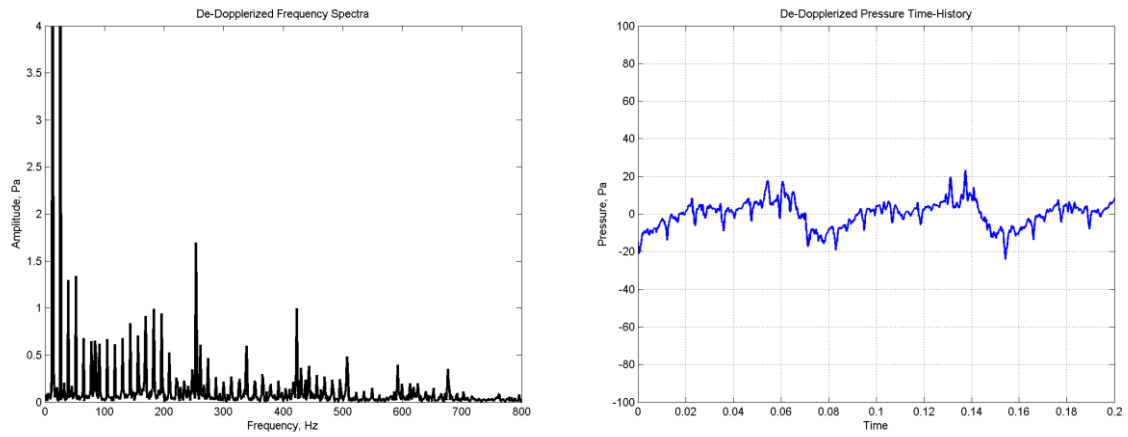 De-Dopplerized Frequency Spectra
4
3.5
3
2.5
2
1.5
1
0.5
0
0 100 200 300 400 500 600 700 800
Amplitude, Pa
Frequency, Hz
De-Dopplerized Pressure Time-History
100
80
60
40
20
0
-20
-40
-60
-80
-100
0 0.02 0.04 0.06 0.08 0.1 0.12 0.14 0.16 0.18 0.2
Pressure, Pa
Time